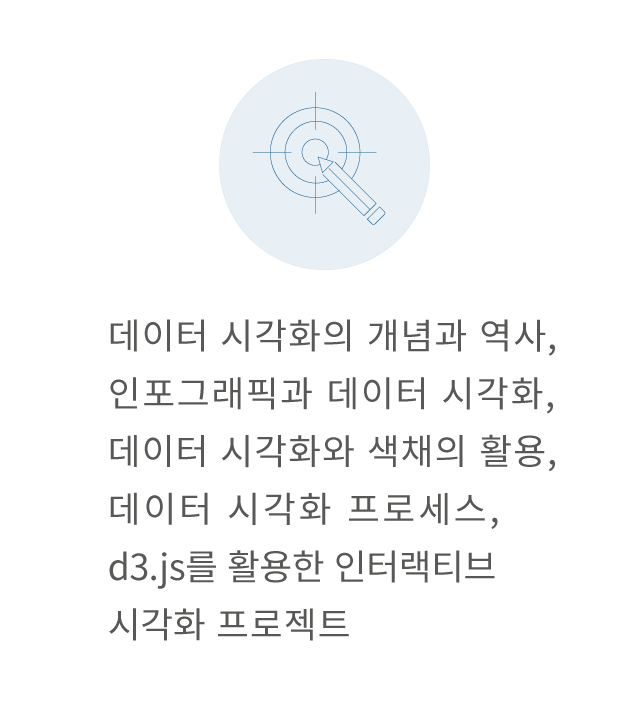 데이터 시각화의 개념과 역사,
인포그래픽과 데이터 시각화,
데이터 시각화와 색채의 활용,
데이터 시각화 프로세스,
d3.js를 활용한 인터랙티브
시각화 프로젝트